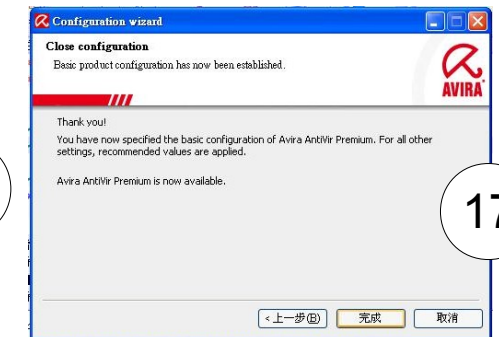 Configuration wizard
Close configuration
Basic product configuration has now been established.
AVIRA
Thank you!
You have now specified the basic configuration of Avira AntiVir Premium. For all other
settings, recommended values are applied.
Avira AntiVir Premium is now available.
17
<上一步(B)
完成
取消